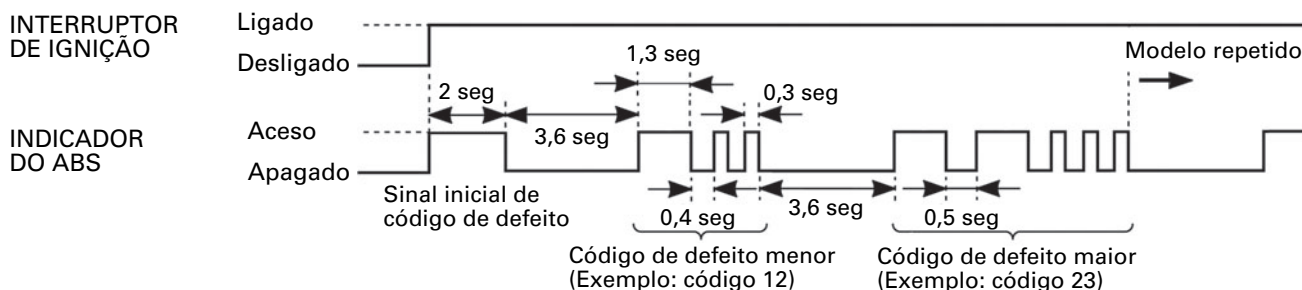 INTERRUPTOR
DE IGNIÇÃO
Ligado
Desligado
1,3 seg
Modelo repetido
2 seg
0,3 seg
INDICADOR
DO ABS
Aceso
3,6 seg
Apagado
Sinal inicial de
código de defeito
0,4 seg
3,6 seg
0,5 seg
Código de defeito menor
(Exemplo: código 12)
Código de defeito maior
(Exemplo: código 23)